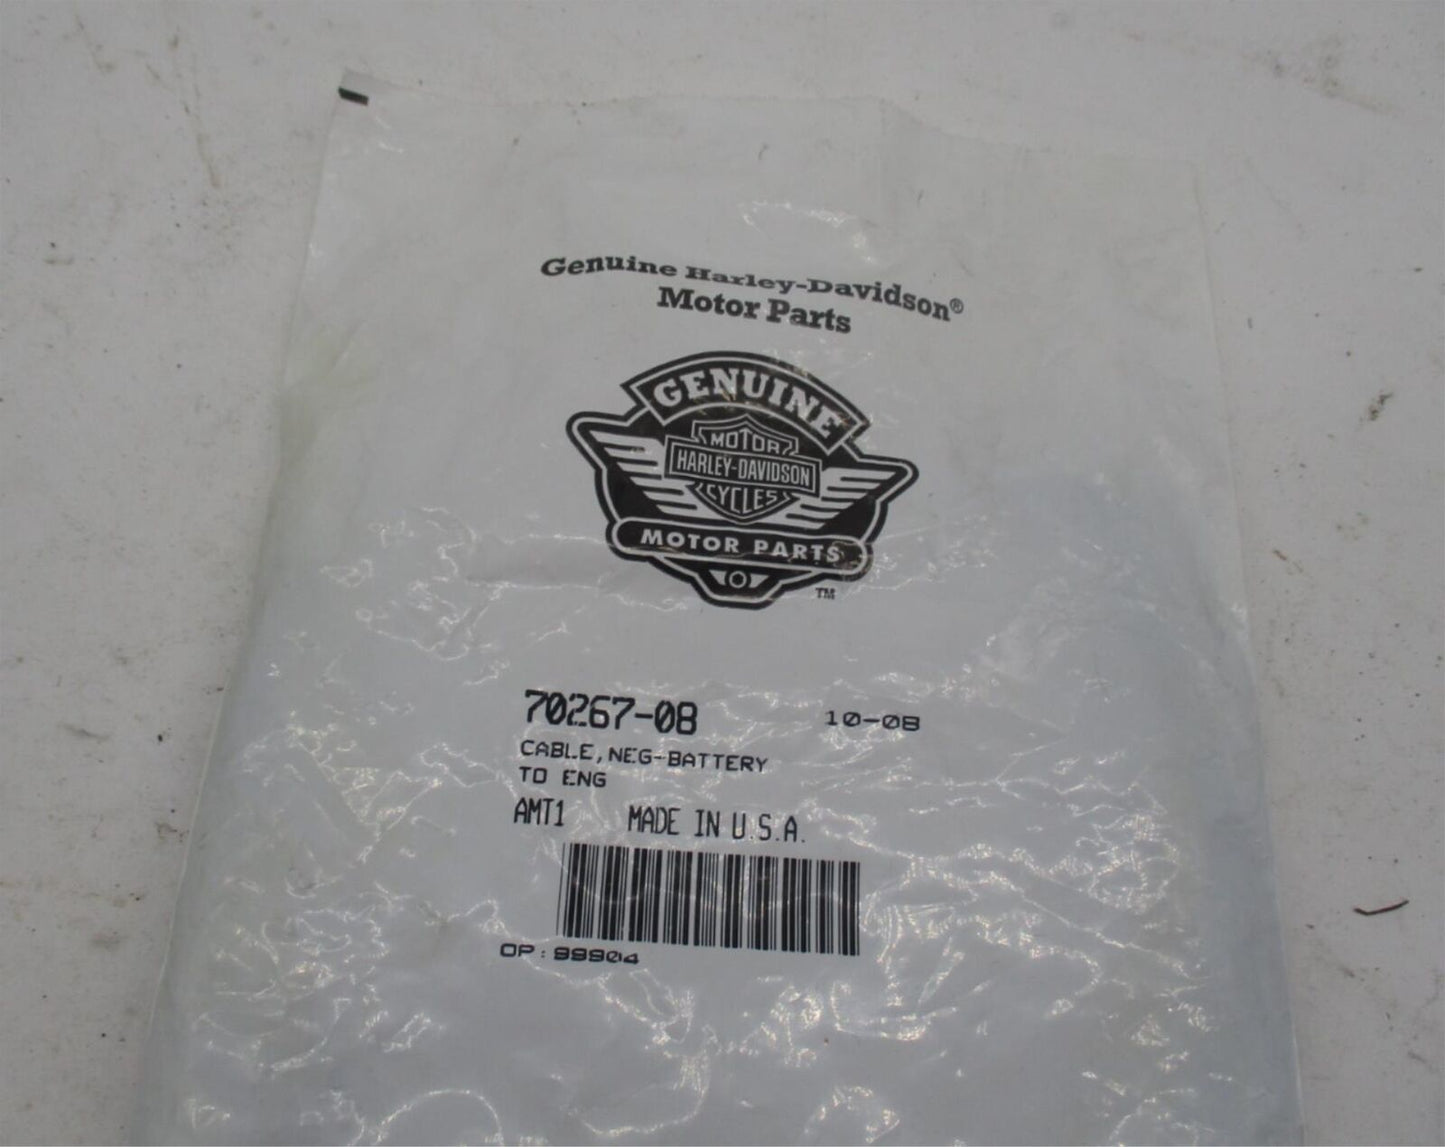 Genuine Harley-Davidson®
Motor Parts
GENUINE
MOTOR
HARLEY-DAVIDSON
CYCLES
MOTOR PARTS
TM
70267-08 10-08
CABLE, NEG-BATTERY
TO ENG
AMT1 MADE IN U.S.A.
OP: 99904